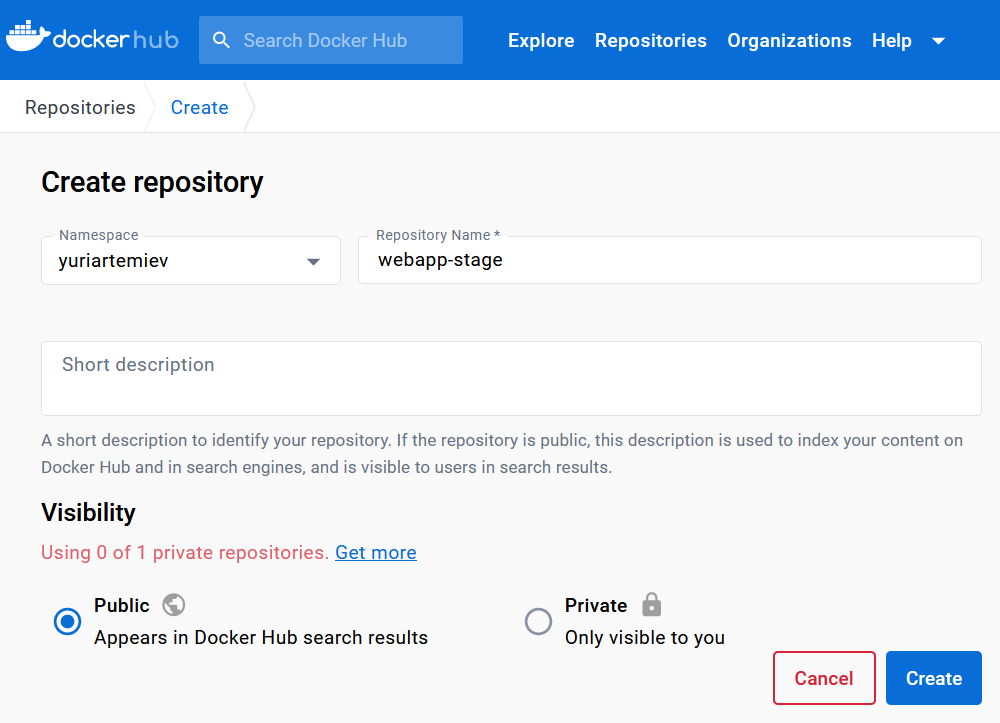 docker hub Search Docker Hub Explore Repositories Organizations Help
Repositories Create
Create repository
Namespace Repository Name *
yuriartemiev webapp-stage
Short description
A short description to identify your repository. If the repository is public, this description is used to index your content on
Docker Hub and in search engines, and is visible to users in search results.
Visibility
Using 0 of 1 private repositories. Get more
Public Private
Appears in Docker Hub search results Only visible to you
Cancel Create